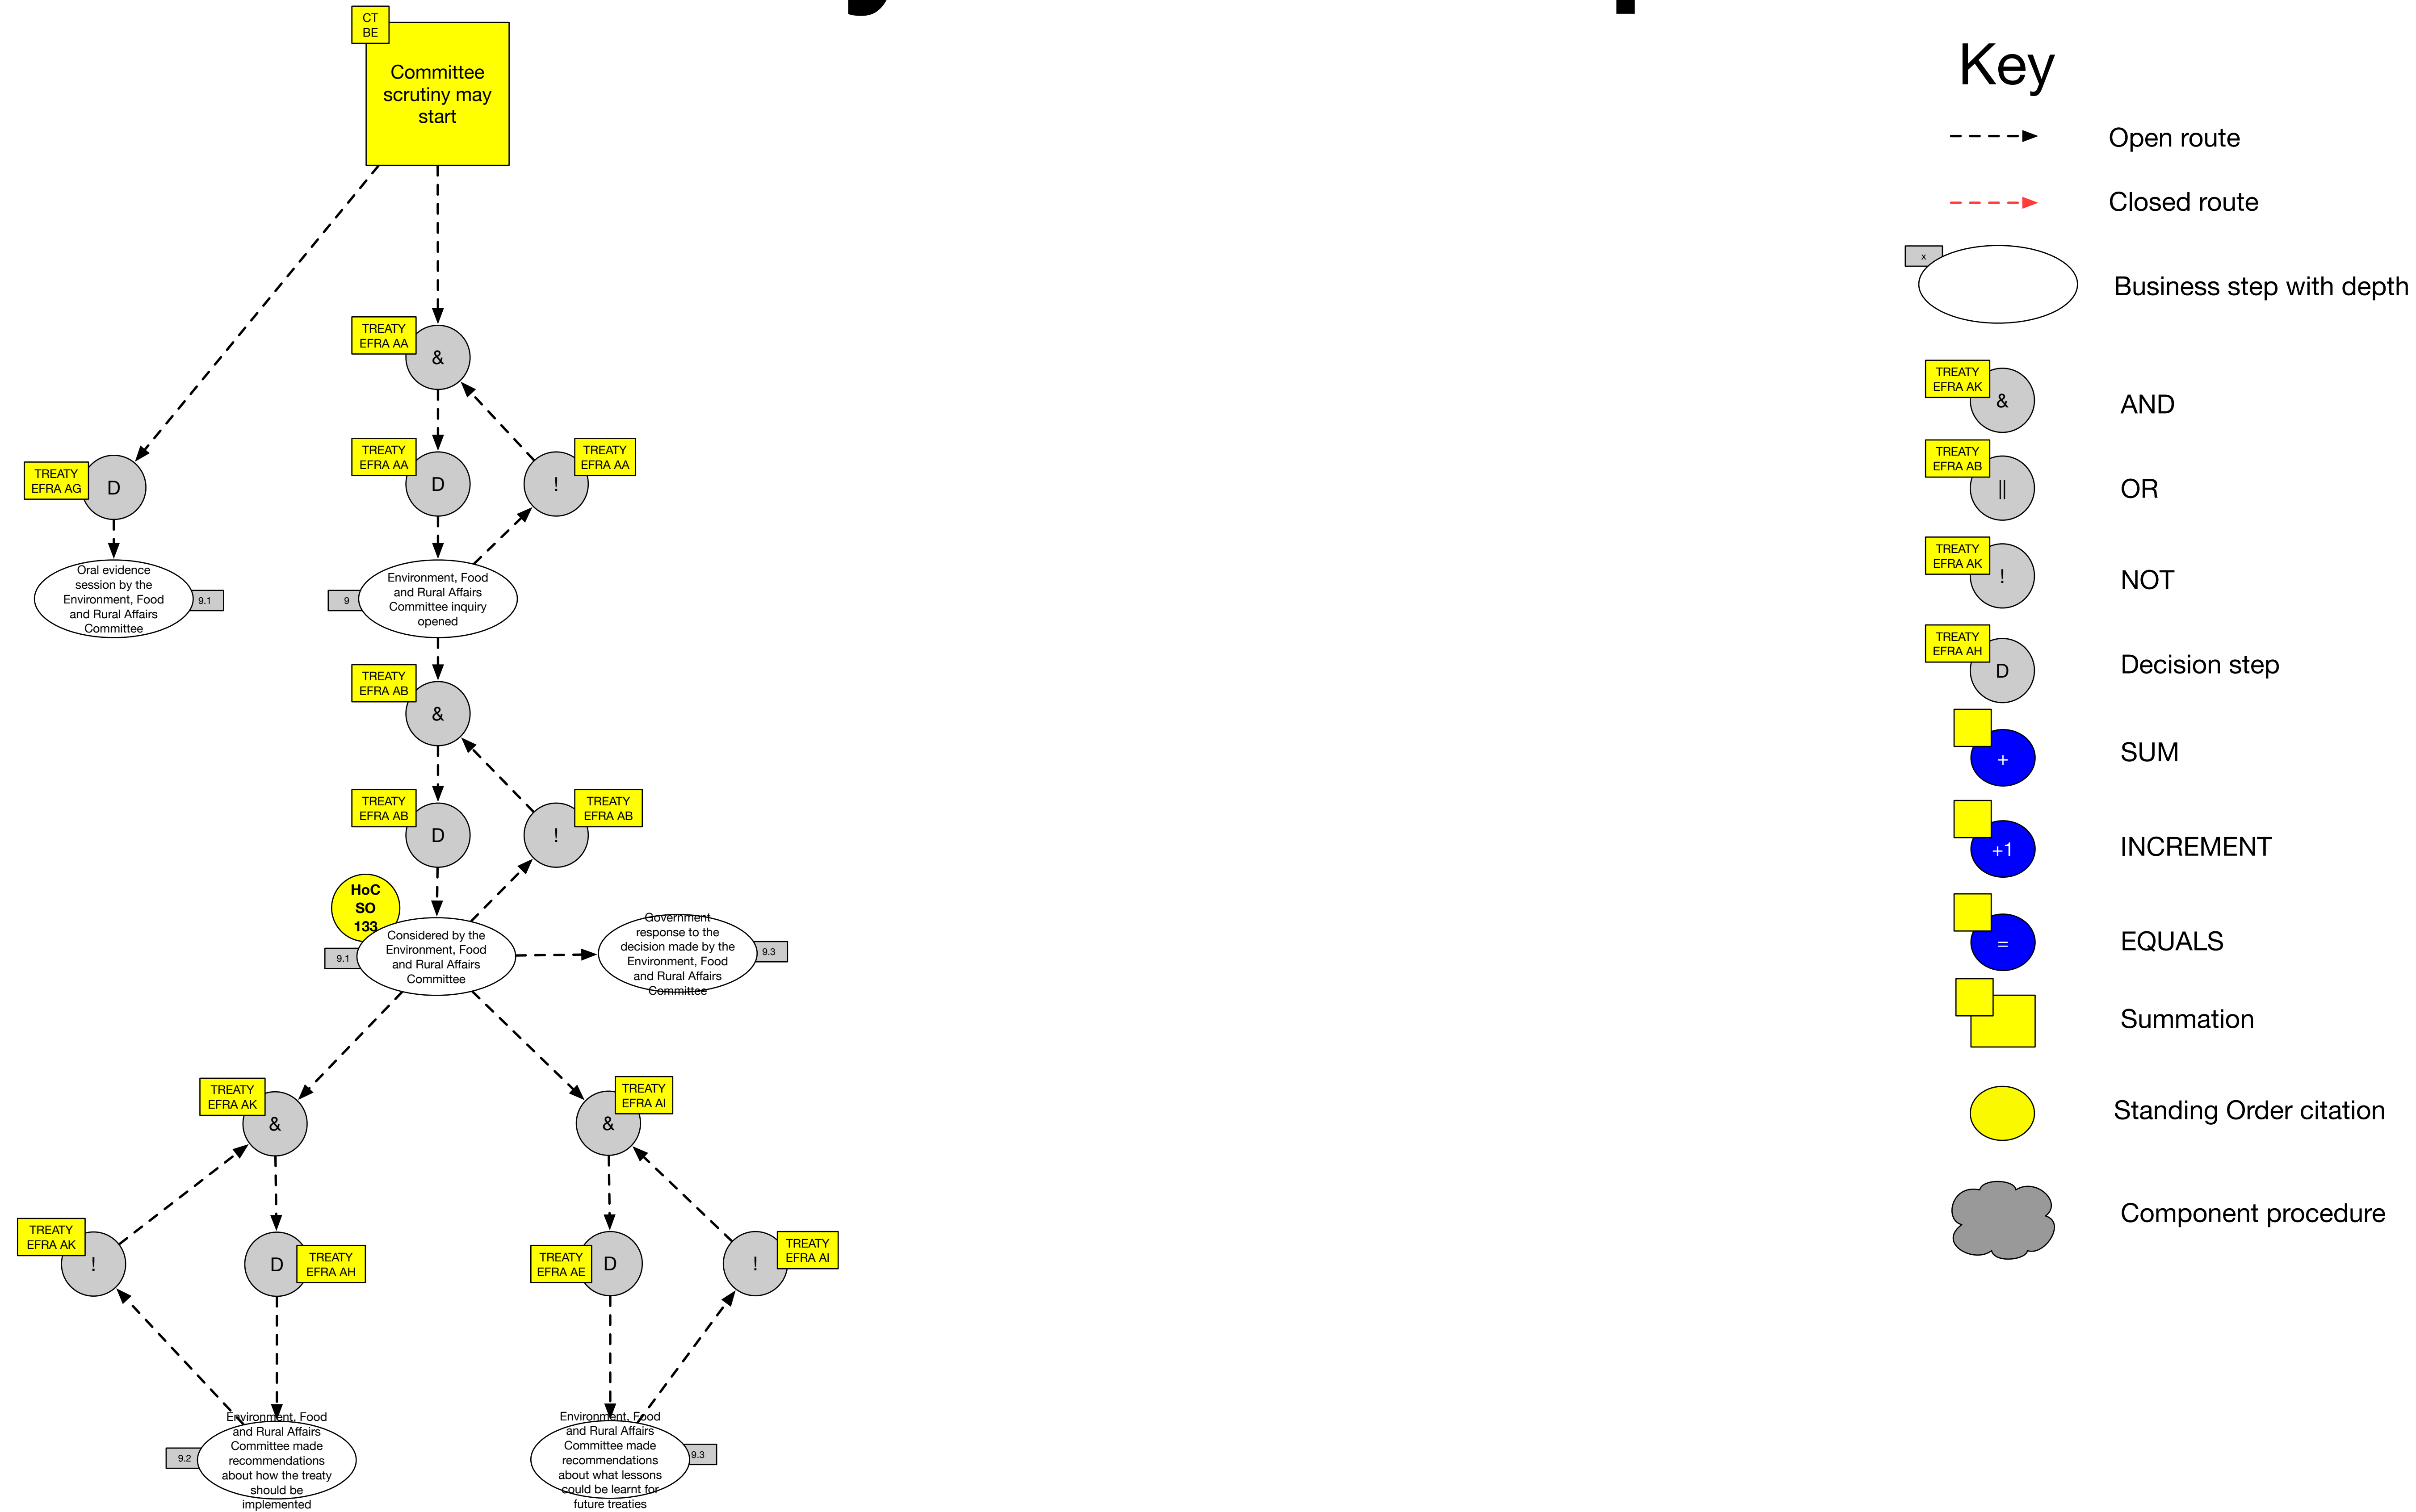 CT
BE
Committee
scrutiny may
start
TREATY
EFRA AA
&
TREATY
EFRA AG
D
TREATY
EFRA AA
D
!
TREATY
EFRA AA
Oral evidence
session by the
Environment, Food
and Rural Affairs
Committee
9.1
9
Environment, Food
and Rural Affairs
Committee inquiry
opened
TREATY
EFRA AB
&
TREATY
EFRA AB
D
!
TREATY
EFRA AB
HoC
SO
133
9.1
Considered by the
Environment, Food
and Rural Affairs
Committee
Government
response to the
decision made by the
Environment, Food
and Rural Affairs
Committee
9.3
TREATY
EFRA AK
&
TREATY
EFRA AI
&
TREATY
EFRA AK
!
D
TREATY
EFRA AH
TREATY
EFRA AE
D
!
TREATY
EFRA AI
9.2
Environment, Food
and Rural Affairs
Committee made
recommendations
about how the treaty
should be
implemented
Environment, Food
and Rural Affairs
Committee made
recommendations
about what lessons
could be learnt for
future treaties
9.3
Key
Open route
Closed route
x
Business step with depth
TREATY
EFRA AK
&
AND
TREATY
EFRA AB
||
OR
TREATY
EFRA AK
!
NOT
TREATY
EFRA AH
D
Decision step
+
SUM
+1
INCREMENT
=
EQUALS
Summation
Standing Order citation
Component procedure